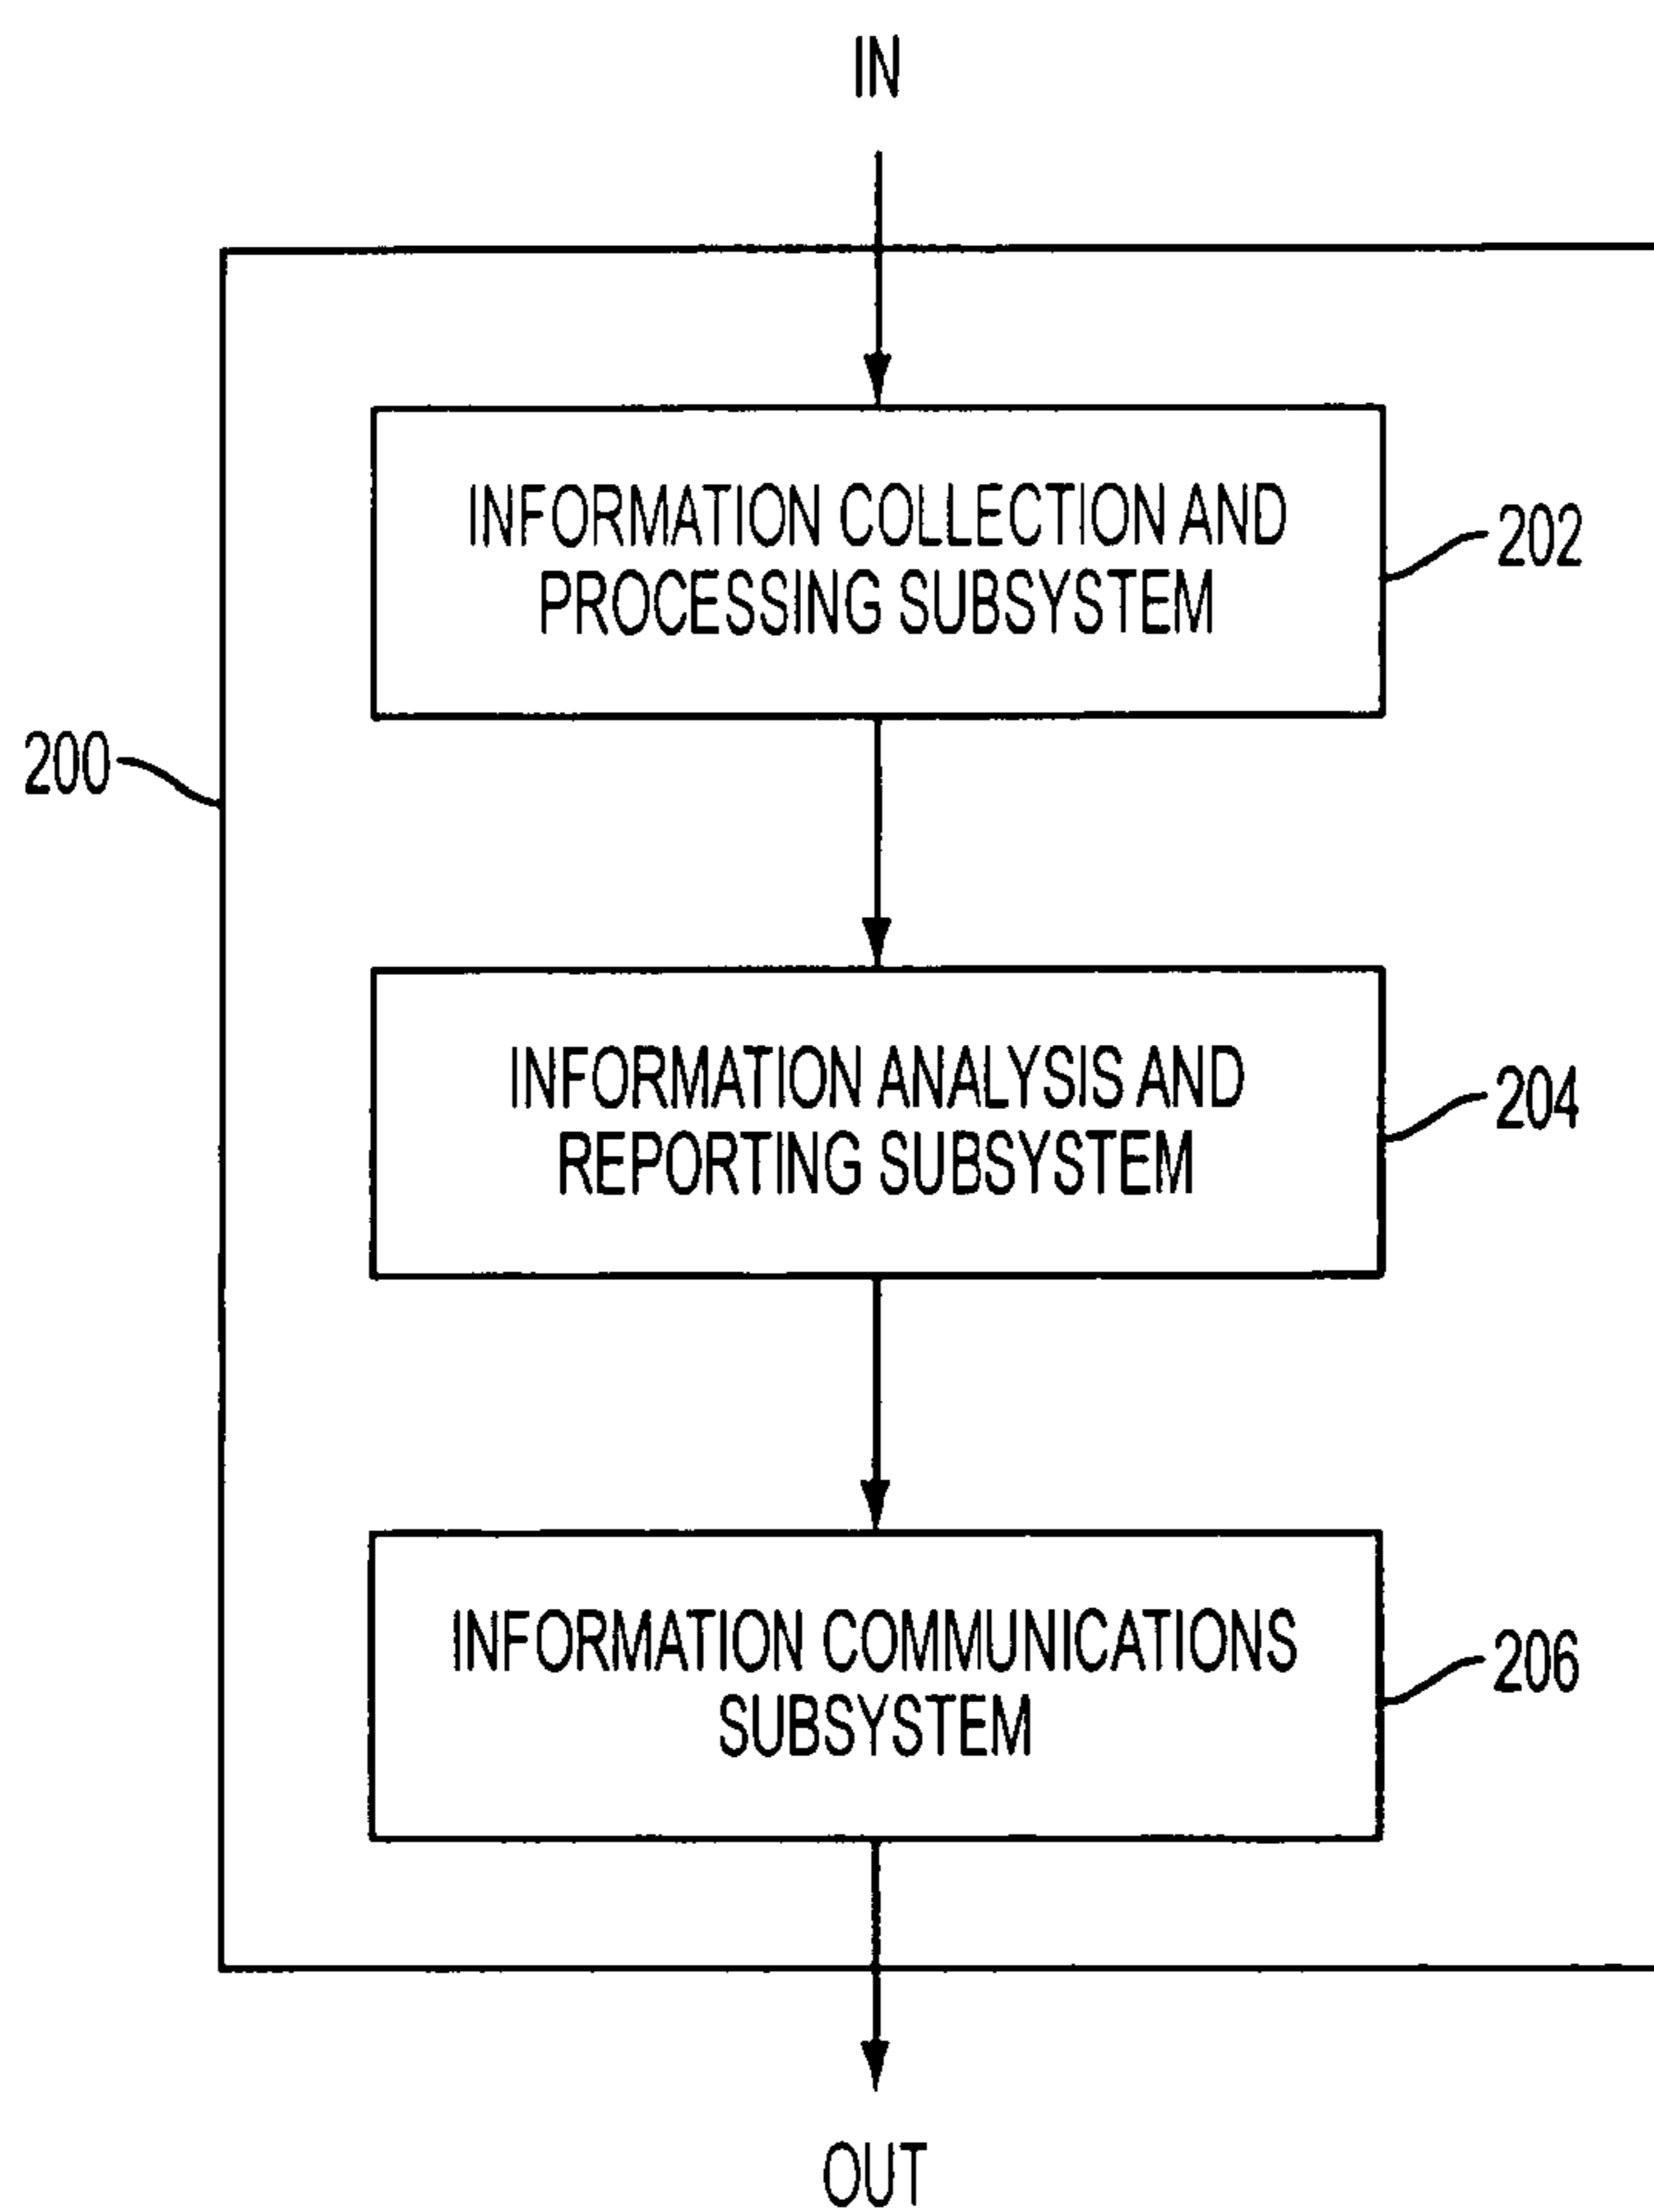 IN
INFORMATION COLLECTION AND
PROCESSING SUBSYSTEM
202
200
INFORMATION ANALYSIS AND
REPORTING SUBSYSTEM
204
INFORMATION COMMUNICATIONS
SUBSYSTEM
206
OUT